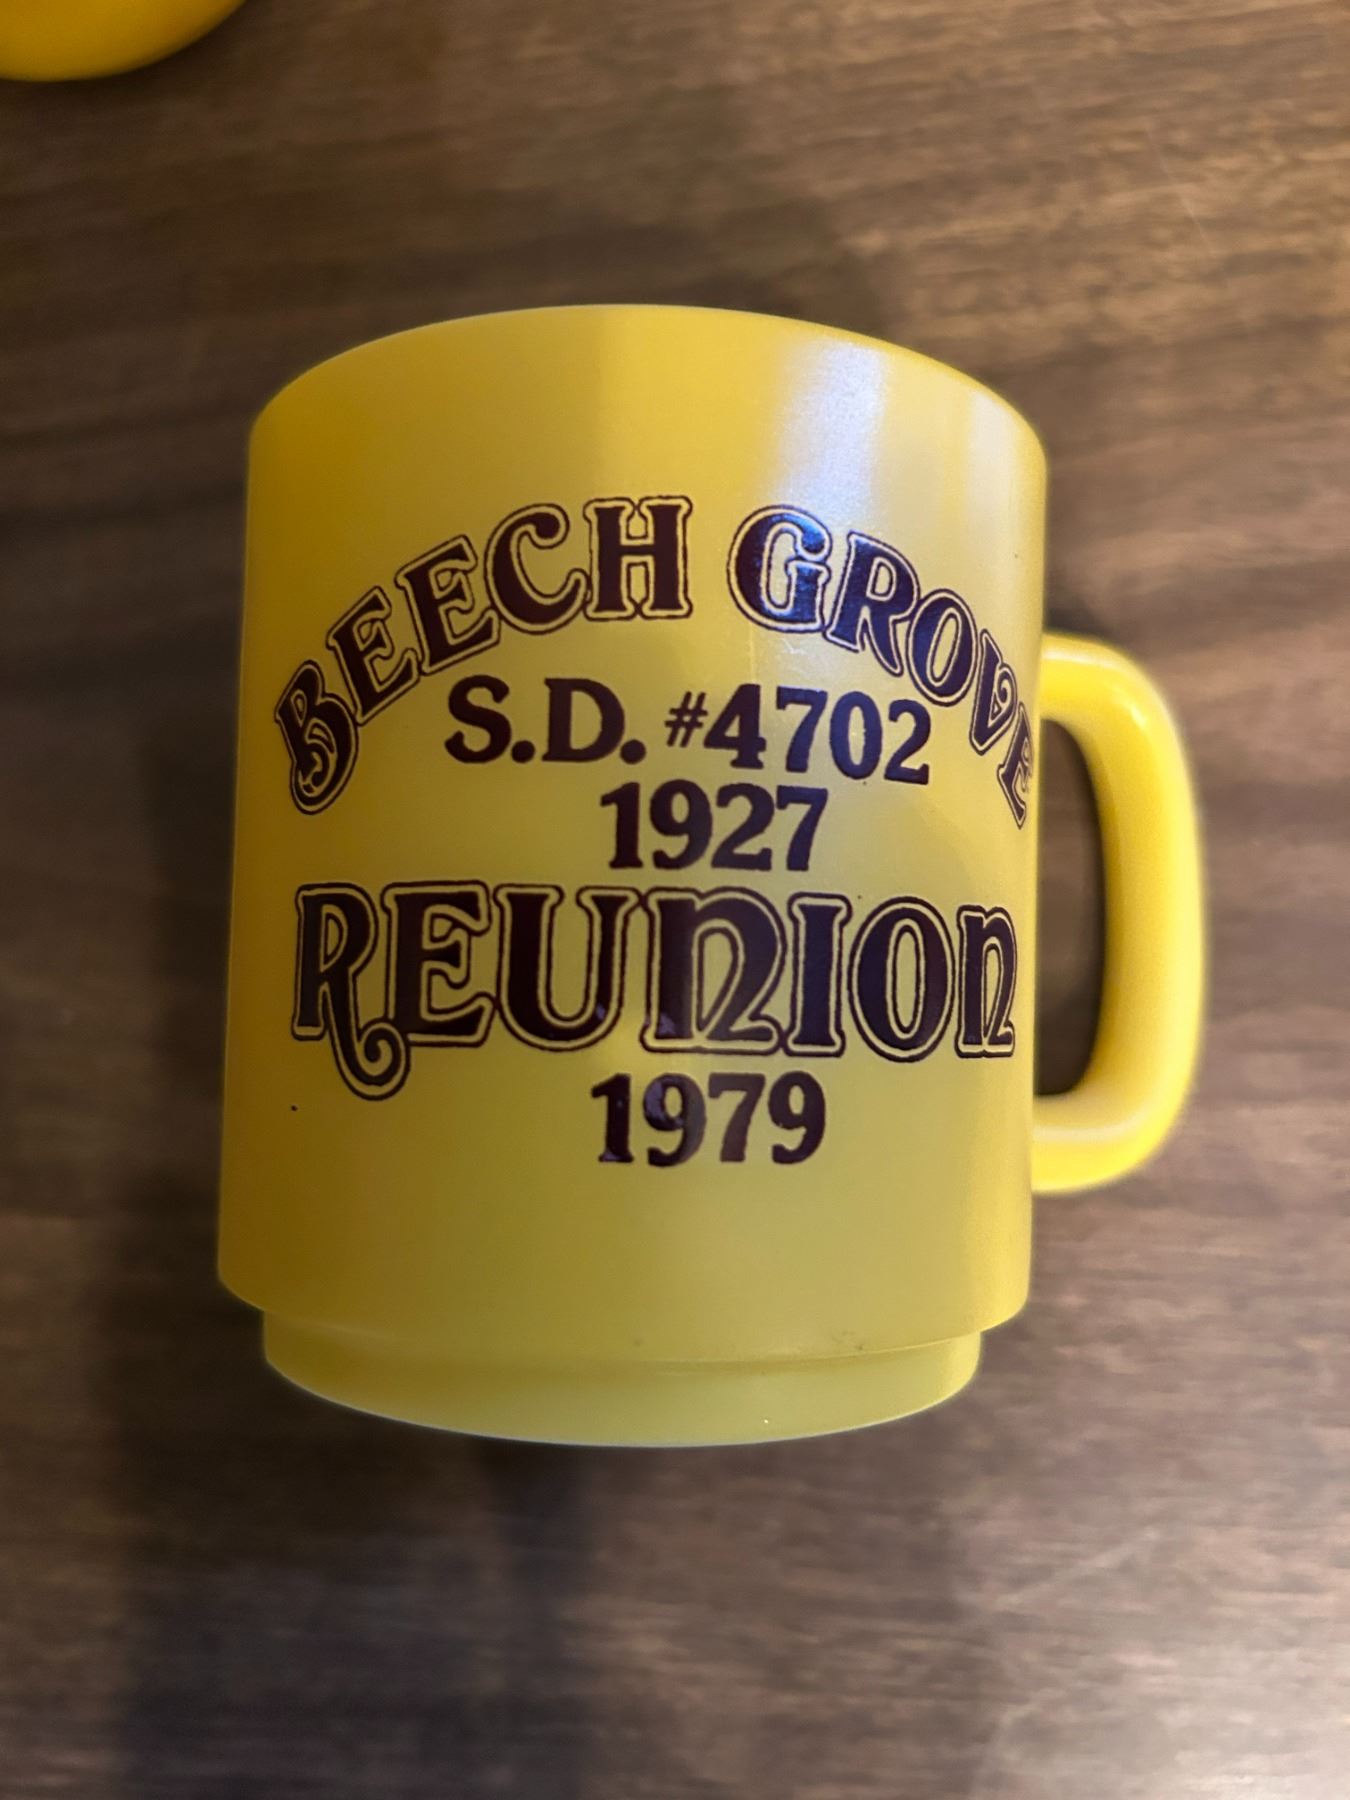 BEECH GROVE
S.D. #4702
1927
REUNION
1979